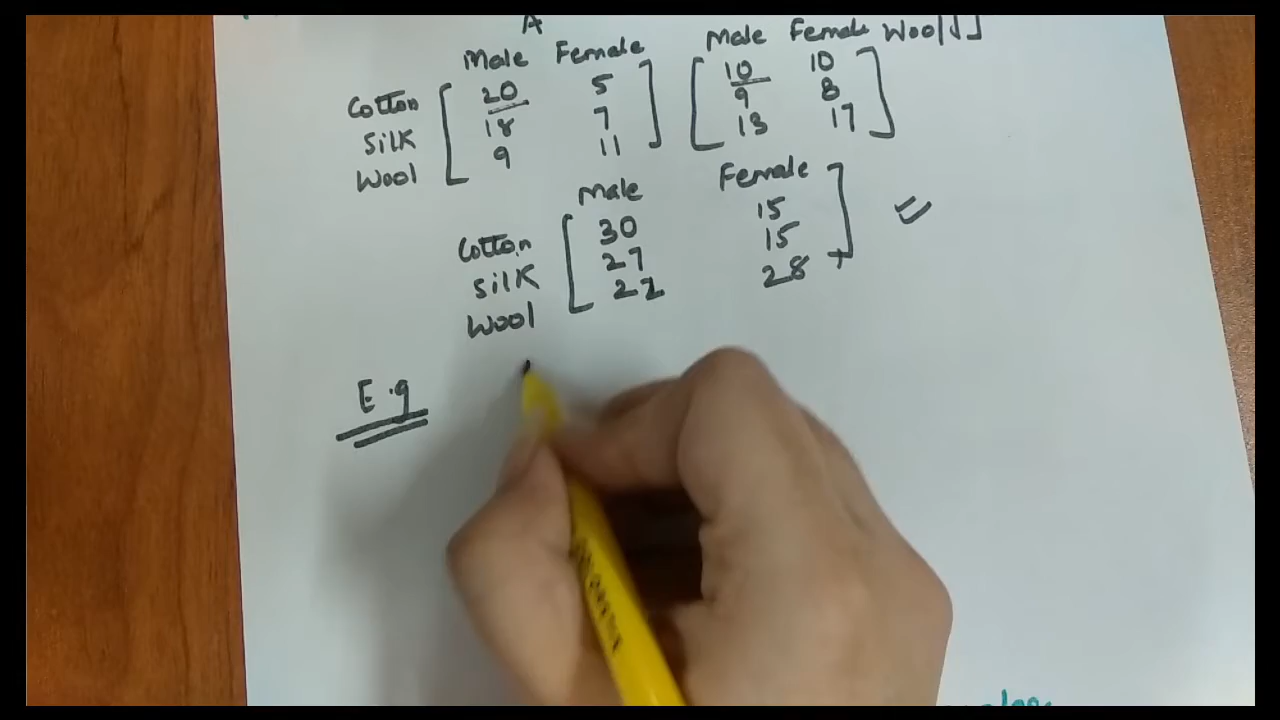 A
Male Female Male Female Wool
Cotton [ 20 5 ] [ 10 10 ]
Silk 18 7 9 8
Wool 9 11 13 17
Male Female
Cotton [ 30 15 ]
Silk 27 15
Wool 22 28
E.g